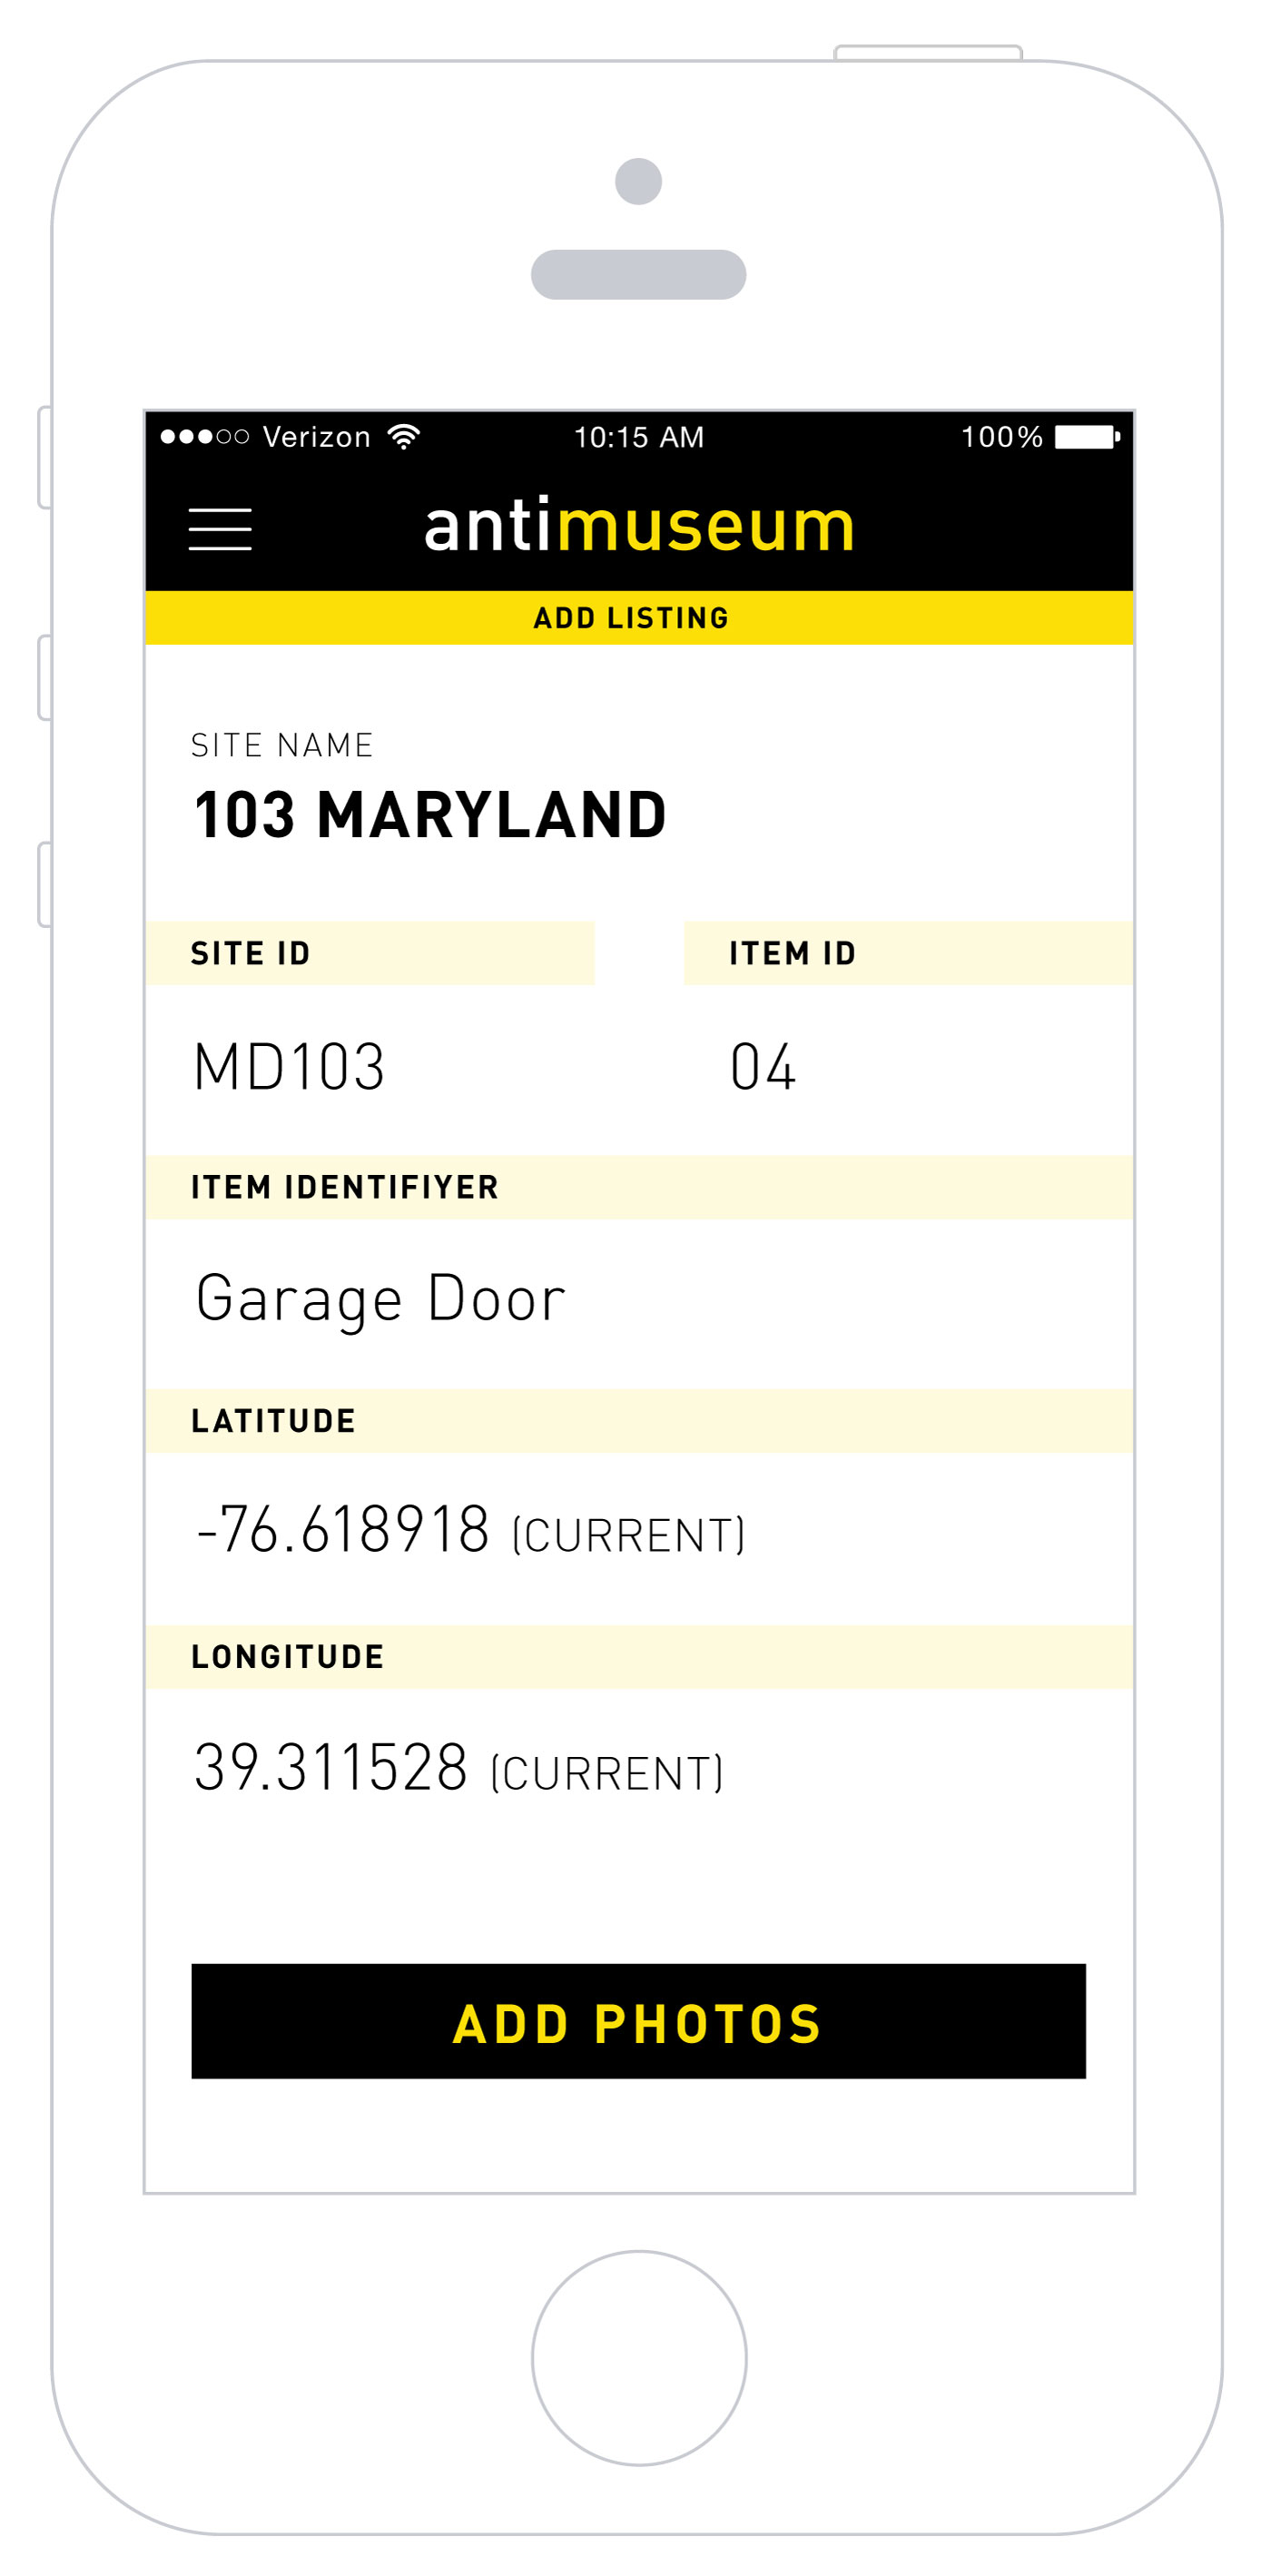 Verizon 10:15 AM 100%
antimuseum
ADD LISTING
SITE NAME
103 MARYLAND
SITE ID ITEM ID
MD103 04
ITEM IDENTIFIYER
Garage Door
LATITUDE
-76.618918 (CURRENT)
LONGITUDE
39.311528 (CURRENT)
ADD PHOTOS